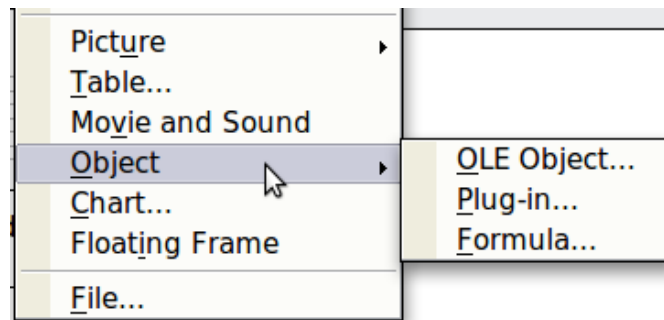 Picture
Table...
Movie and Sound
Object
Chart...
Floating Frame
File...
OLE Object...
Plug-in...
Formula...